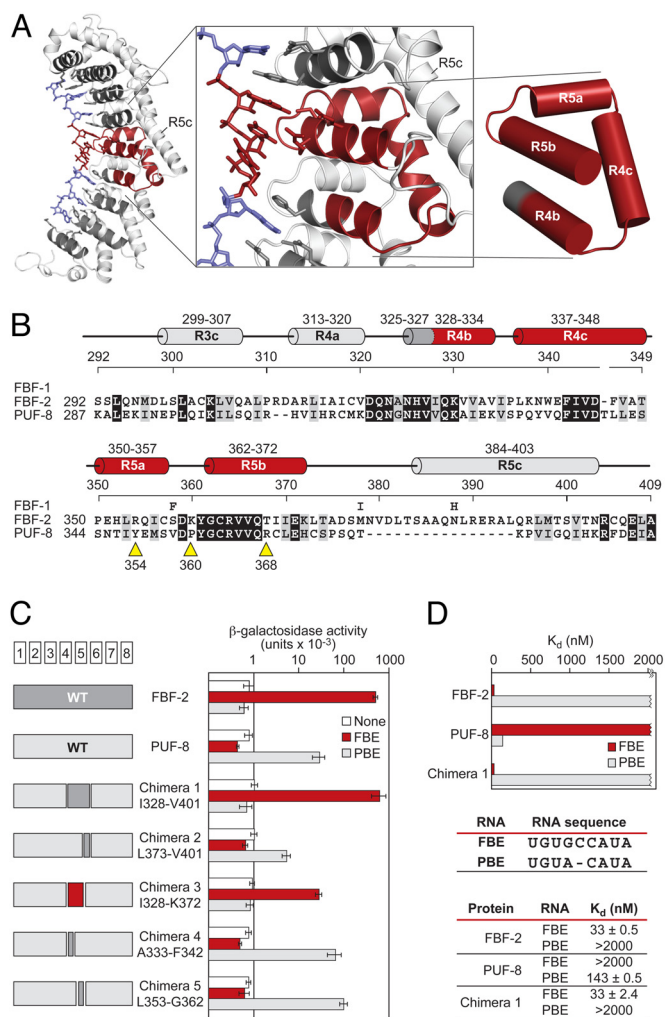 A
R5c
R5c
R5a
R5b
R4c
R4b
B
299-307 313-320 325-327 328-334 337-348
R3c R4a R4b R4c
292 300 310 320 330 340 349
FBF-1
FBF-2 292 SSLQNMDLSLACKLVQALPRDARLIAICVDQNANHVIQKVVAVIPLKNWEFIVD-FVAT
PUF-8 287 KALEKINEPLQIKILSQIR--HVIHRCMKDQNGNHVVQKAIEKVSPQYVQFIVDTLLES
350-357 362-372 384-403
R5a R5b R5c
350 360 370 380 390 400 409
FBF-1 F I H
FBF-2 350 PEHLRQICSDKYGCRVVQTIIEKLTADSMNVDLTSAAQNLRERALQRLMTSVTNRCQELA
PUF-8 344 SNTIYEMSVDPYGCRVVQRCLEHCSPSQT--------------KPVIGQIHKRFDEIA
354 360 368
C
β-galactosidase activity
(units x 10-3)
1 2 3 4 5 6 7 8
1 10 100 1000
WT FBF-2
None
FBE
PBE
WT PUF-8
Chimera 1
I328-V401
Chimera 2
L373-V401
Chimera 3
I328-K372
Chimera 4
A333-F342
Chimera 5
L353-G362
D
Kd (nM)
0 500 1000 1500 2000
FBF-2
PUF-8
FBE
PBE
Chimera 1
RNA RNA sequence
FBE UGUGCCAUA
PBE UGUA-CAUA
Protein RNA Kd (nM)
FBF-2 FBE 33 ± 0.5
PBE >2000
PUF-8 FBE >2000
PBE 143 ± 0.5
Chimera 1 FBE 33 ± 2.4
PBE >2000